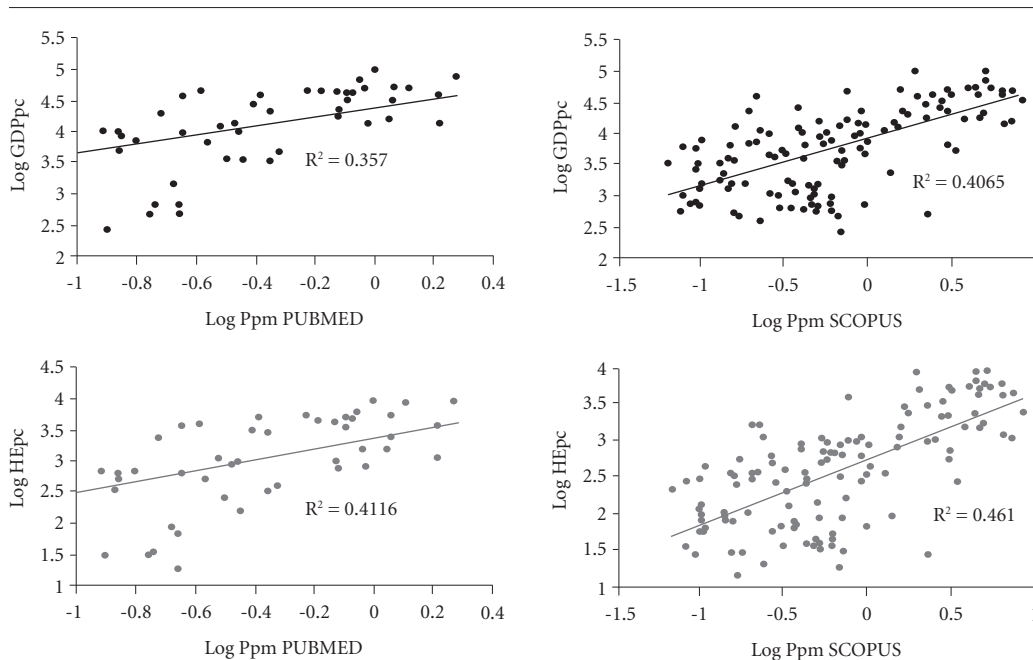 5.5
5
4.5
4
3.5
3
2.5
2
Log GDPpc
R² = 0.357
-1 -0.8 -0.6 -0.4 -0.2 0 0.2 0.4
Log Ppm PUBMED
5.5
5
4.5
4
3.5
3
2.5
2
Log GDPpc
R² = 0.4065
-1.5 -1 -0.5 0 0.5
Log Ppm SCOPUS
4.5
4
3.5
3
2.5
2
1.5
1
Log HEpc
R² = 0.4116
-1 -0.8 -0.6 -0.4 -0.2 0 0.2 0.4
Log Ppm PUBMED
4
3.5
3
2.5
2
1.5
1
Log HEpc
R² = 0.461
-1.5 -1 -0.5 0 0.5
Log Ppm SCOPUS